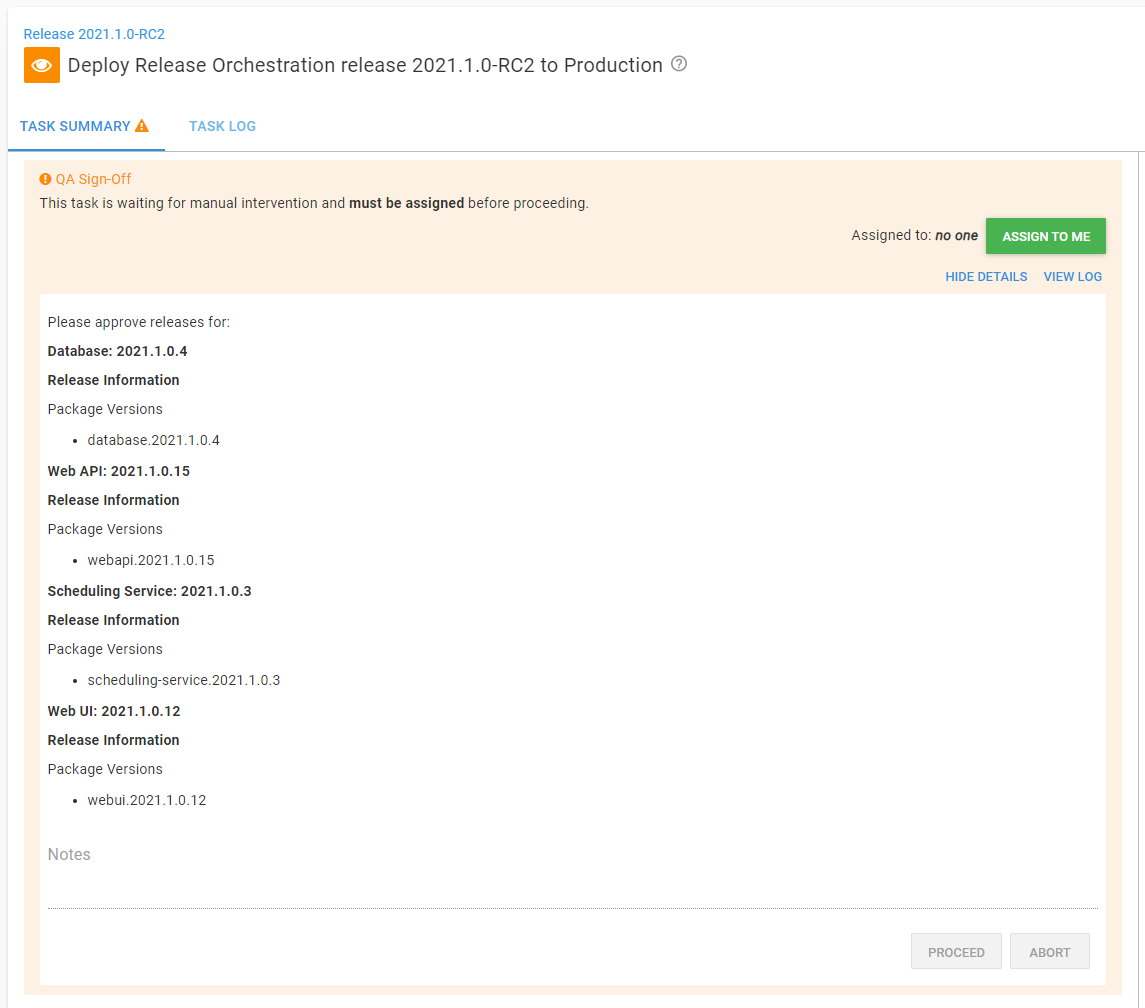 Release 2021.1.0-RC2
Deploy Release Orchestration release 2021.1.0-RC2 to Production
TASK SUMMARY
TASK LOG
QA Sign-Off
This task is waiting for manual intervention and must be assigned before proceeding.
Assigned to: no one
ASSIGN TO ME
HIDE DETAILS
VIEW LOG
Please approve releases for:
Database: 2021.1.0.4
Release Information
Package Versions
• database.2021.1.0.4
Web API: 2021.1.0.15
Release Information
Package Versions
• webapi.2021.1.0.15
Scheduling Service: 2021.1.0.3
Release Information
Package Versions
• scheduling-service.2021.1.0.3
Web UI: 2021.1.0.12
Release Information
Package Versions
• webui.2021.1.0.12
Notes
PROCEED
ABORT